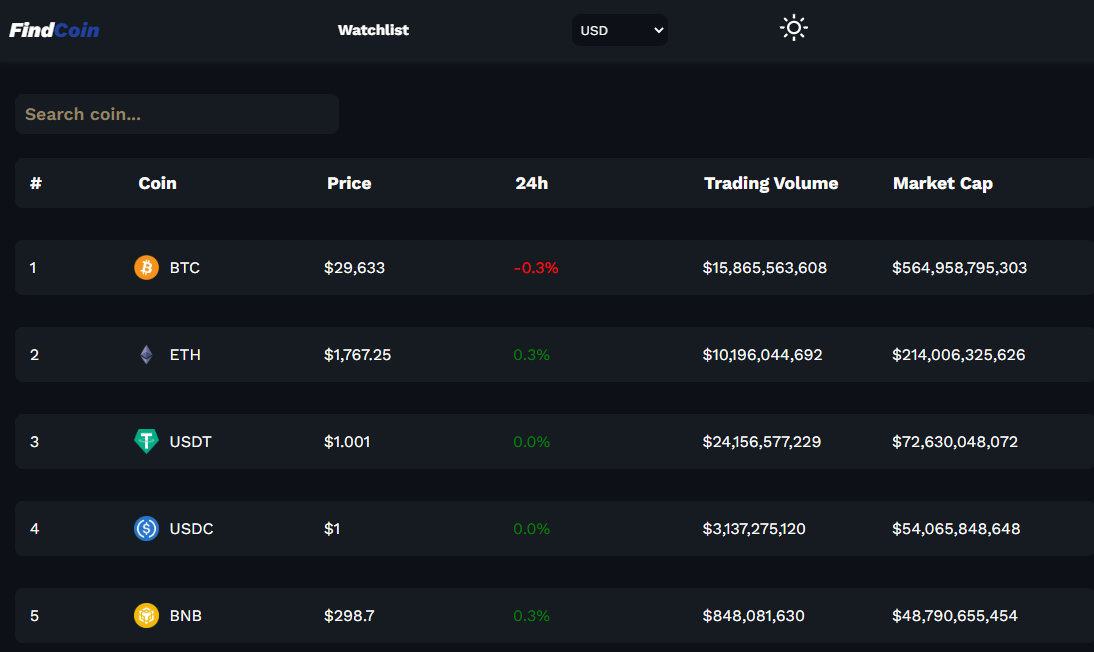 FindCoin Watchlist USD
Search coin...
# Coin Price 24h Trading Volume Market Cap
1 BTC $29,633 -0.3% $15,865,563,608 $564,958,795,303
2 ETH $1,767.25 0.3% $10,196,044,692 $214,006,325,626
3 USDT $1.001 0.0% $24,156,577,229 $72,630,048,072
4 USDC $1 0.0% $3,137,275,120 $54,065,848,648
5 BNB $298.7 0.3% $848,081,630 $48,790,655,454